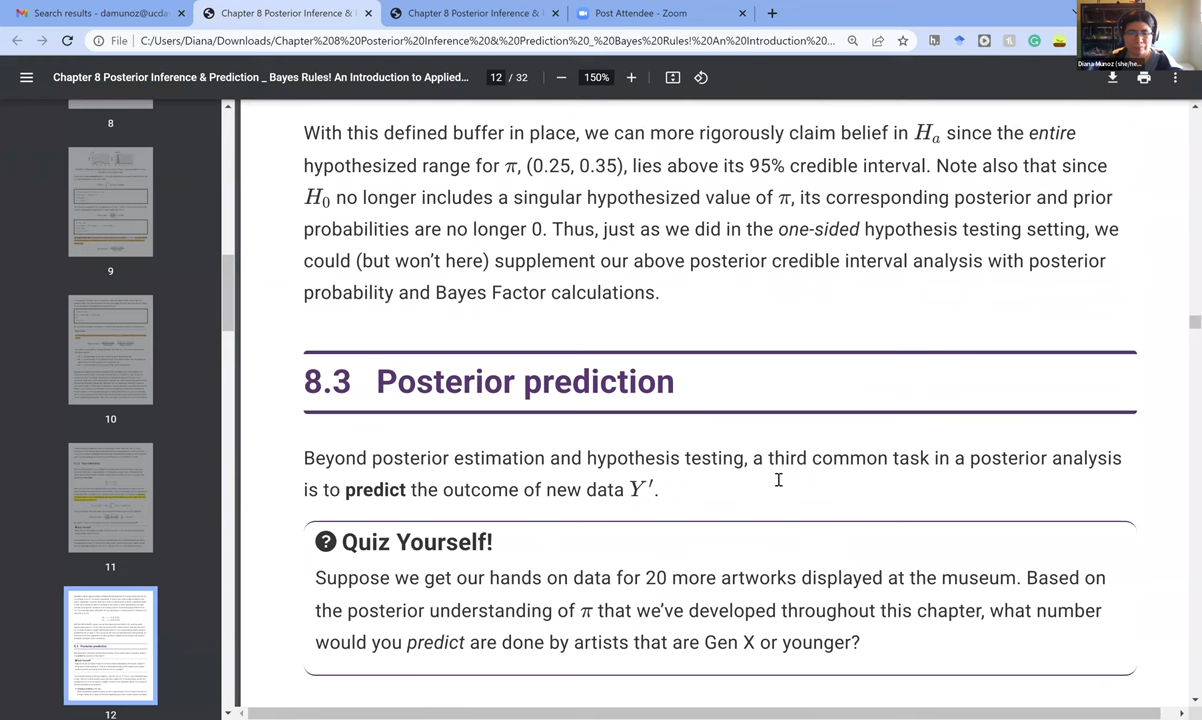 Search results - damunoz@ucda
Chapter 8 Posterior Inference &
Chapter 8 Posterior Inference &
Post Attendee - Zoom
File
C:/Users/Diana/Downloads/Chapter%208%20Poste
e%20&%20Prediction%20_%20Bayes%20Rules!%20An%20Introduction%20...
Diana Munoz (she/he...
Chapter 8 Posterior Inference & Prediction _ Bayes Rules! An Introduction to Applied...
12 / 32
150%
8
9
10
11
12
With this defined buffer in place, we can more rigorously claim belief in Hₐ since the entire
hypothesized range for π, (0.25, 0.35), lies above its 95% credible interval. Note also that since
H₀ no longer includes a singular hypothesized value of π, its corresponding posterior and prior
probabilities are no longer 0. Thus, just as we did in the one-sided hypothesis testing setting, we
could (but won't here) supplement our above posterior credible interval analysis with posterior
probability and Bayes Factor calculations.
8.3 Posterior prediction
Beyond posterior estimation and hypothesis testing, a third common task in a posterior analysis
is to predict the outcome of new data Y′.
Quiz Yourself!
Suppose we get our hands on data for 20 more artworks displayed at the museum. Based on
the posterior understanding of π that we've developed throughout this chapter, what number
would you predict are done by artists that are Gen X or younger?